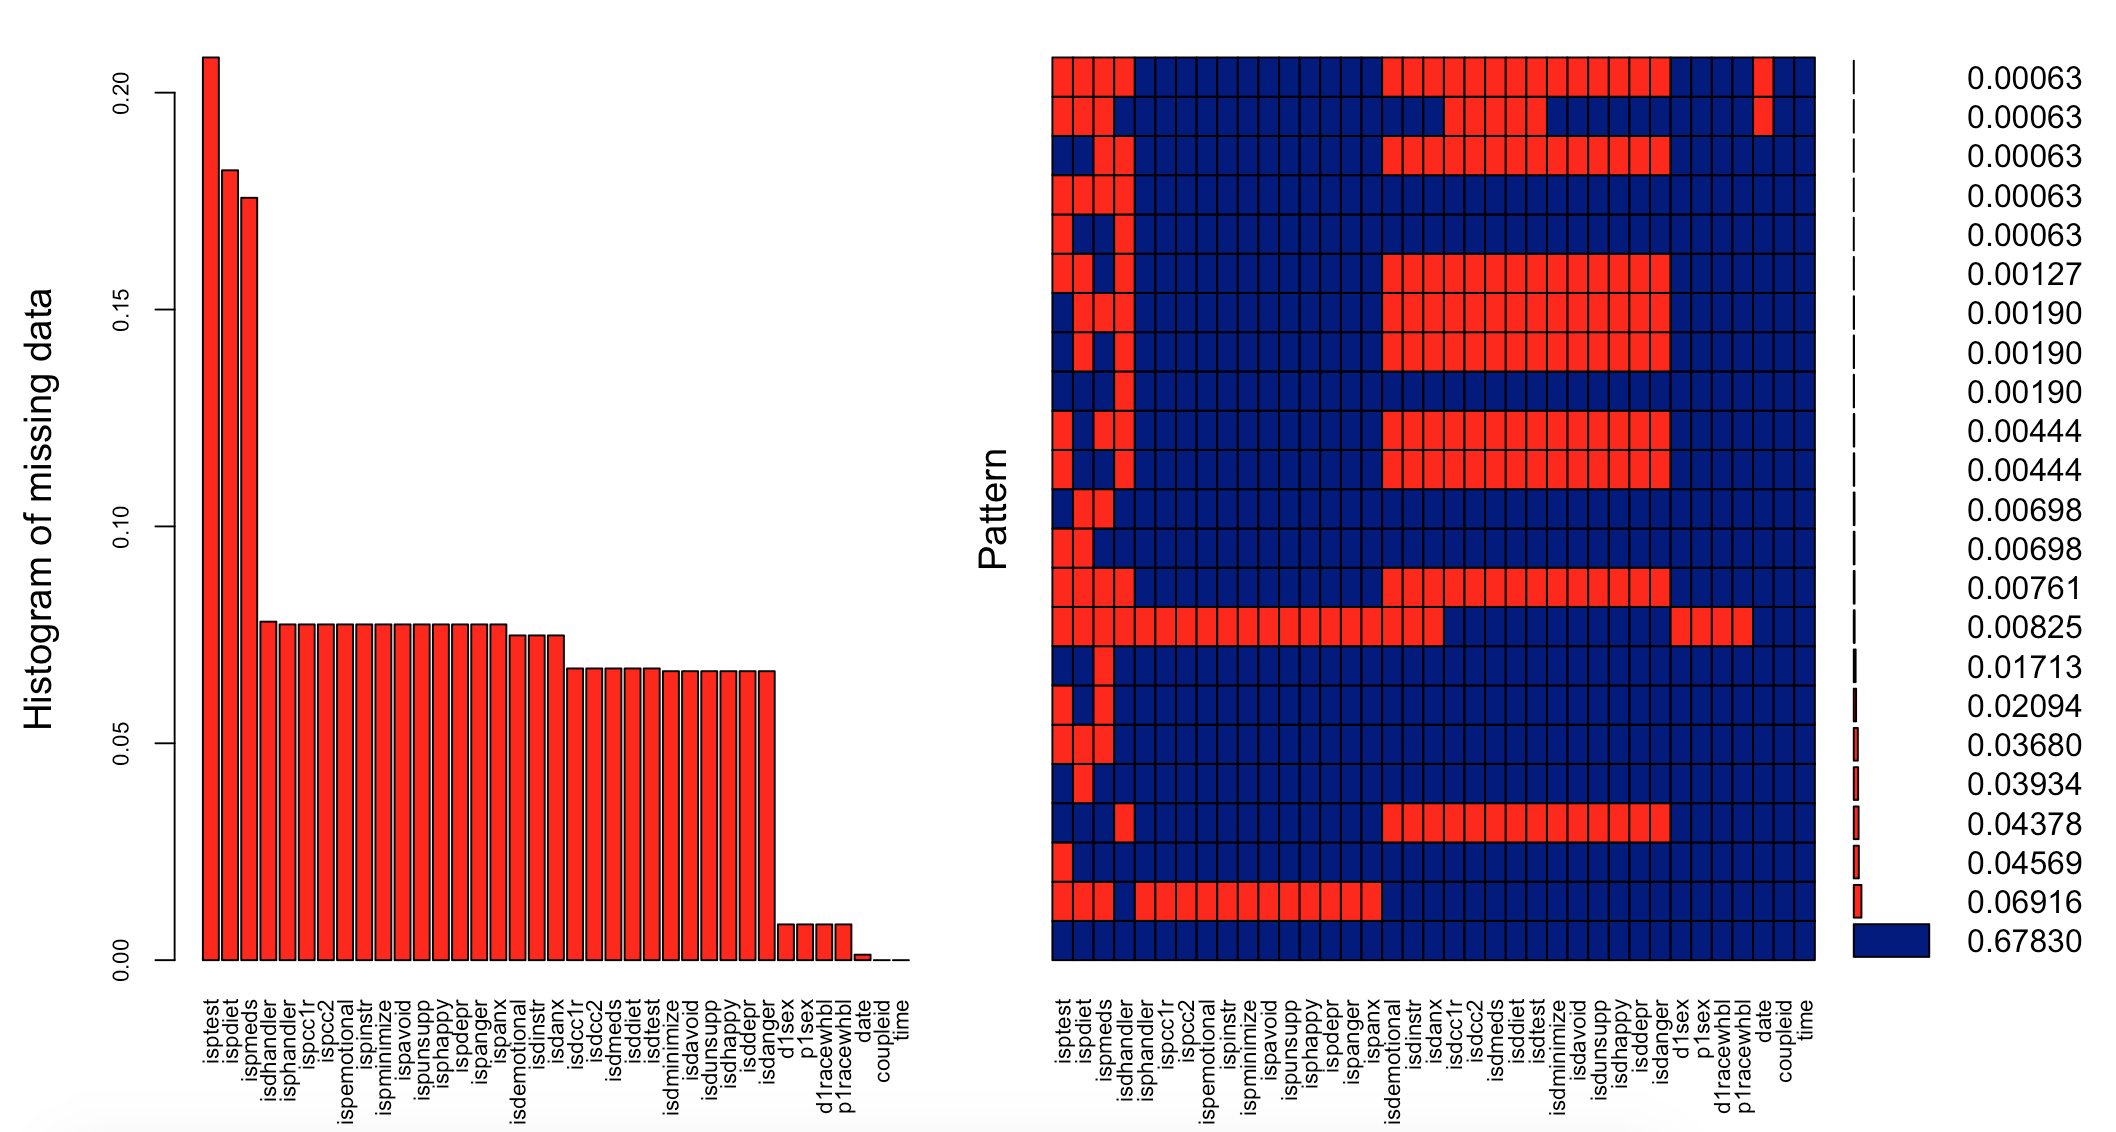 Histogram of missing data
0.20
0.15
0.10
0.05
0.00
isptest
ispdiet
ispmeds
isdhandler
isphandler
ispcc1r
ispcc2
ispemotional
ispinstr
ispminimize
ispavoid
ispunsupp
isphappy
ispdepr
ispanger
ispanx
isdemotional
isdinstr
isdanx
isdcc1r
isdcc2
isdmeds
isddiet
isdtest
isdminimize
isdavoid
isdunsupp
isdhappy
isddepr
isdanger
d1sex
p1sex
d1racewhbl
p1racewhbl
date
coupleid
time
Pattern
isptest
ispdiet
ispmeds
isdhandler
isphandler
ispcc1r
ispcc2
ispemotional
ispinstr
ispminimize
ispavoid
ispunsupp
isphappy
ispdepr
ispanger
ispanx
isdemotional
isdinstr
isdanx
isdcc1r
isdcc2
isdmeds
isddiet
isdtest
isdminimize
isdavoid
isdunsupp
isdhappy
isddepr
isdanger
d1sex
p1sex
d1racewhbl
p1racewhbl
date
coupleid
time
0.00063
0.00063
0.00063
0.00063
0.00063
0.00127
0.00190
0.00190
0.00190
0.00444
0.00444
0.00698
0.00698
0.00761
0.00825
0.01713
0.02094
0.03680
0.03934
0.04378
0.04569
0.06916
0.67830